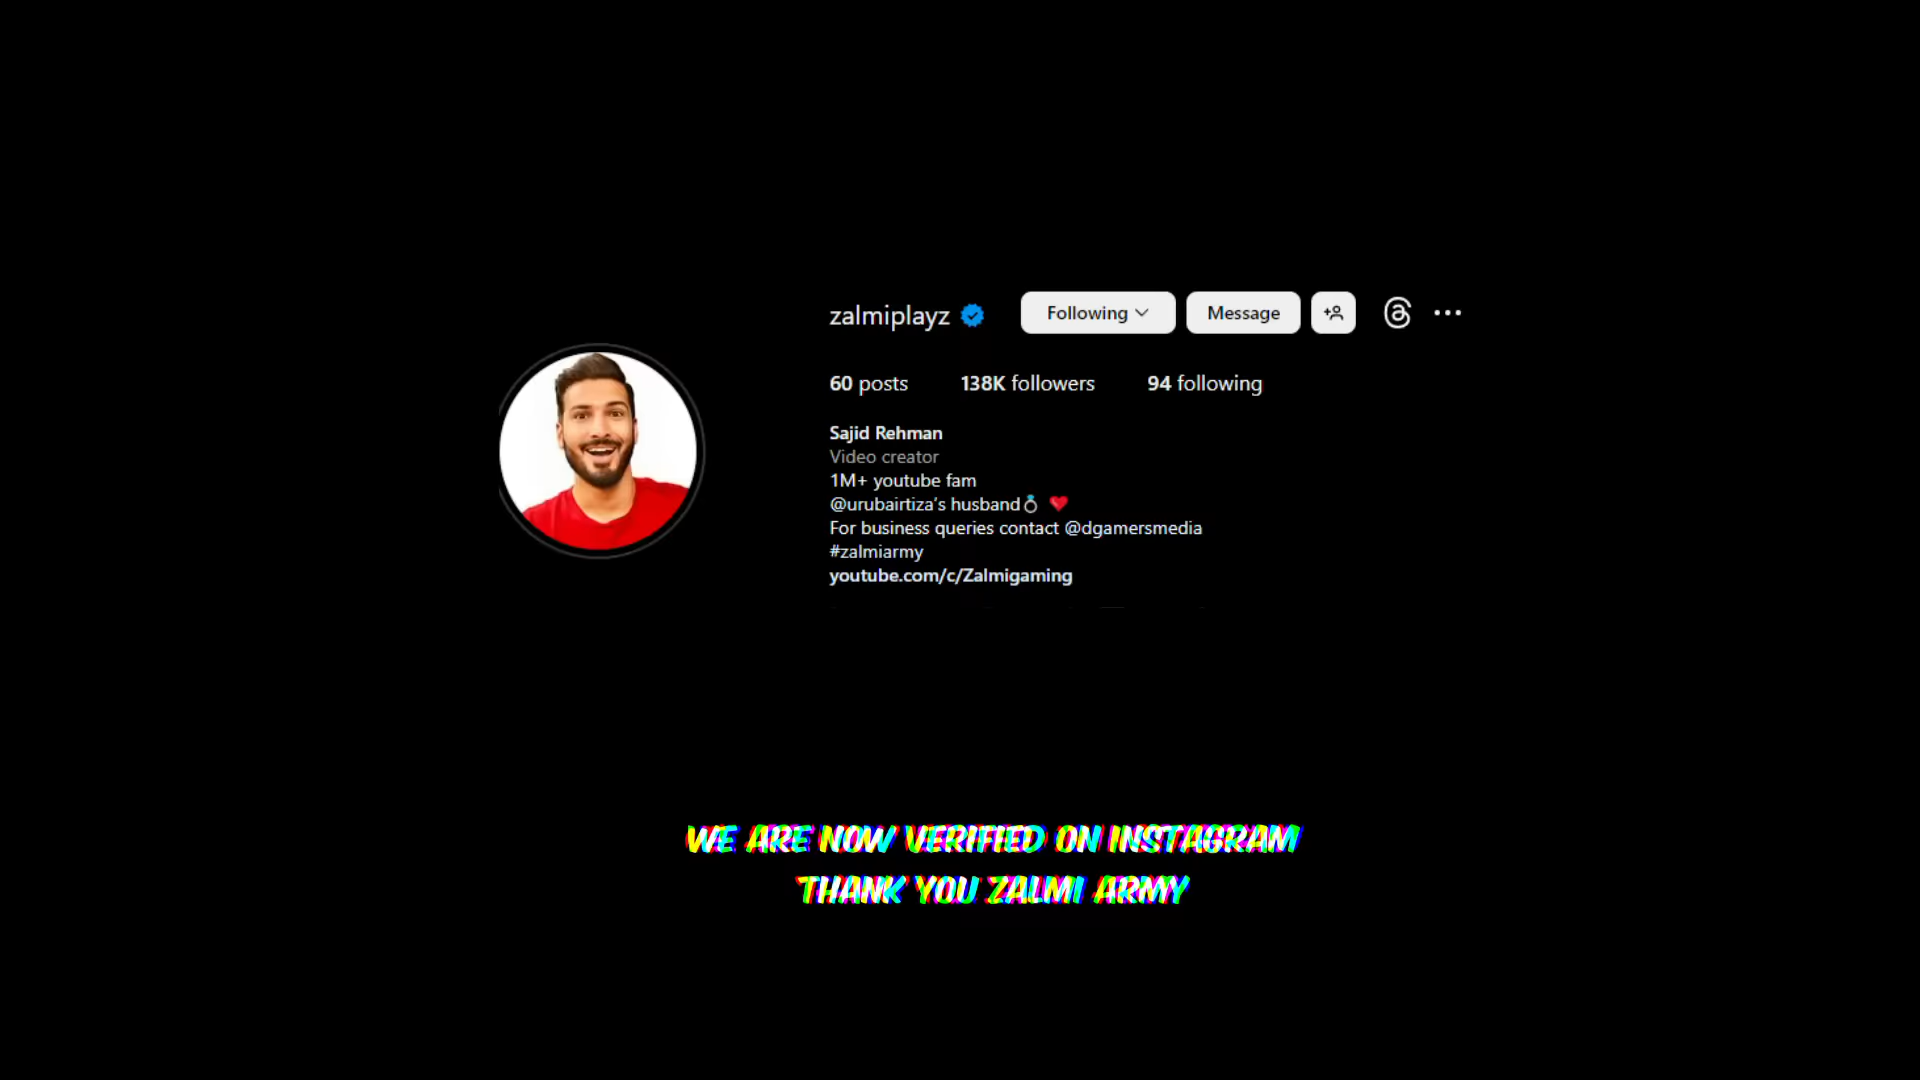 zalmiplayz
Following
Message
60 posts
138K followers
94 following
Sajid Rehman
Video creator
1M+ youtube fam
@urubairtiza's husband💍 ❤️
For business queries contact @dgamersmedia
#zalmiarmy
youtube.com/c/Zalmigaming
WE ARE NOW VERIFIED ON INSTAGRAM
THANK YOU ZALMI ARMY